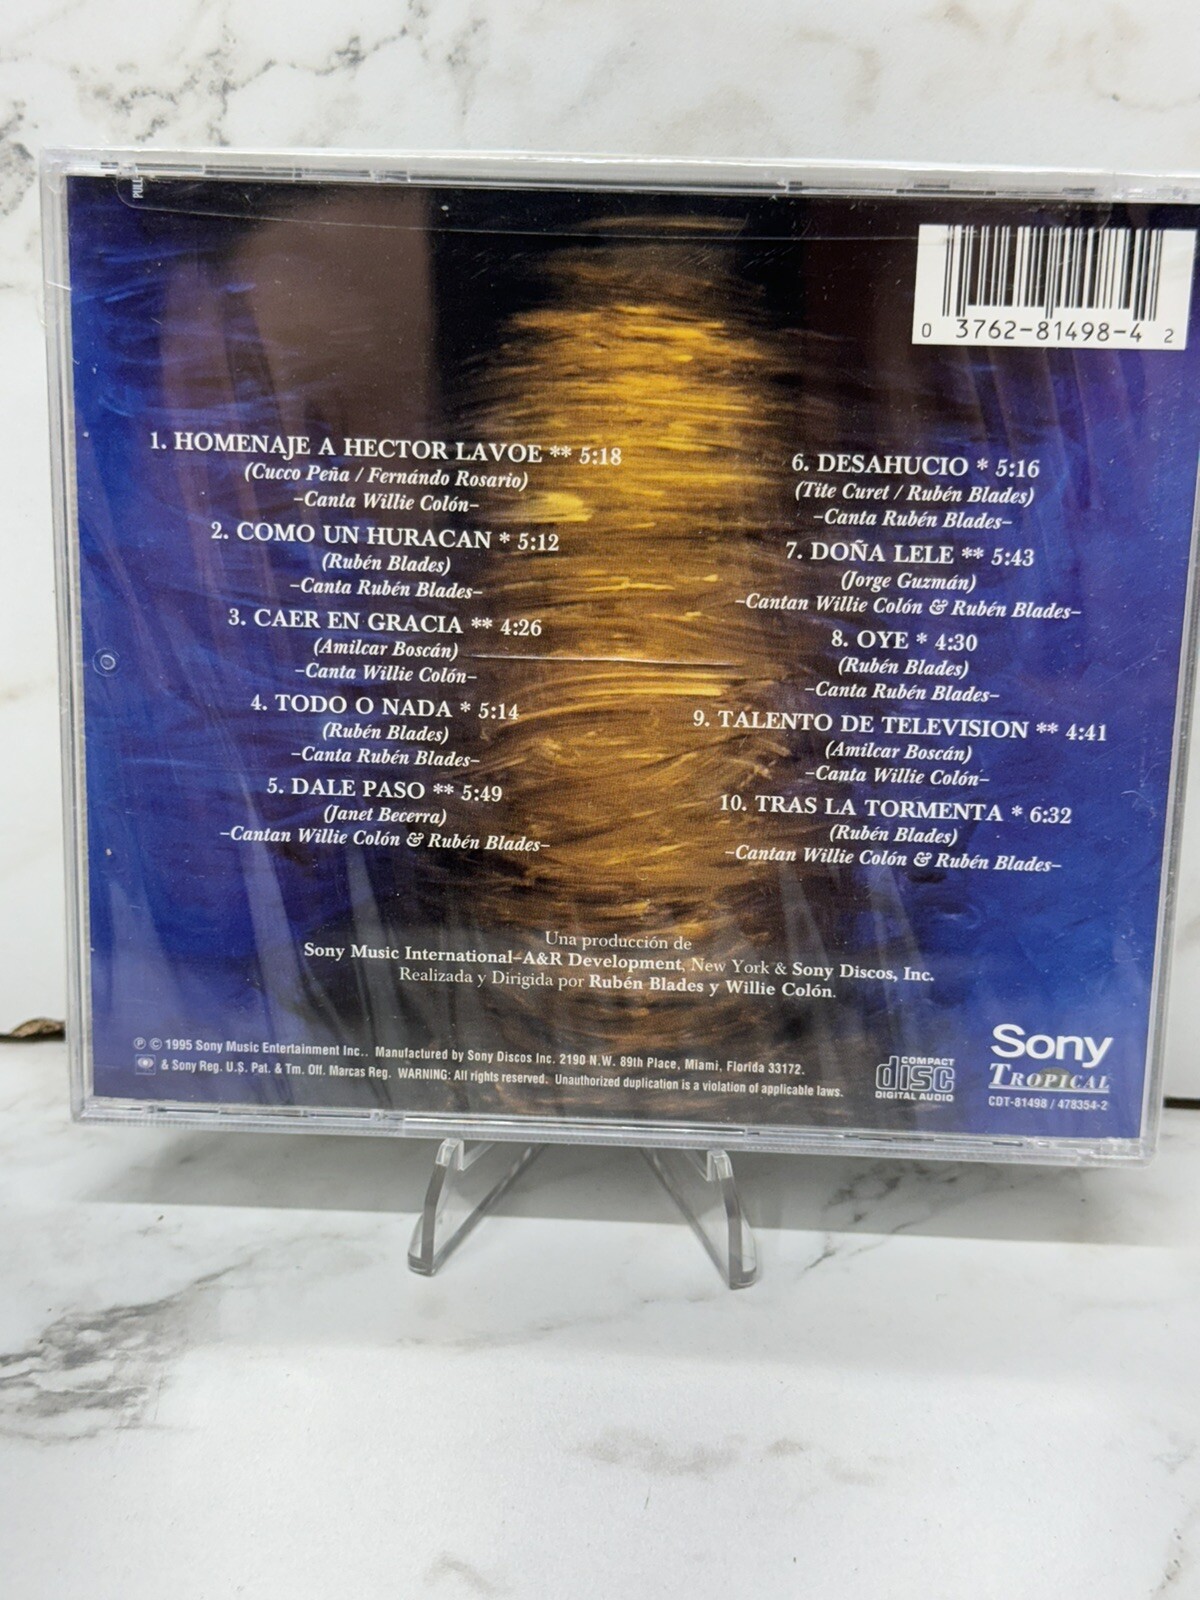 PULL
0 3762-81498-4 2
1. HOMENAJE A HECTOR LAVOE ** 5:18
(Cucco Peña / Fernándo Rosario)
–Canta Willie Colón–
2. COMO UN HURACAN * 5:12
(Rubén Blades)
–Canta Rubén Blades–
3. CAER EN GRACIA ** 4:26
(Amilcar Boscán)
–Canta Willie Colón–
4. TODO O NADA * 5:14
(Rubén Blades)
–Canta Rubén Blades–
5. DALE PASO ** 5:49
(Janet Becerra)
–Cantan Willie Colón & Rubén Blades–
6. DESAHUCIO * 5:16
(Tite Curet / Rubén Blades)
–Canta Rubén Blades–
7. DOÑA LELE ** 5:43
(Jorge Guzmán)
–Cantan Willie Colón & Rubén Blades–
8. OYE * 4:30
(Rubén Blades)
–Canta Rubén Blades–
9. TALENTO DE TELEVISION ** 4:41
(Amilcar Boscán)
–Canta Willie Colón–
10. TRAS LA TORMENTA * 6:32
(Rubén Blades)
–Cantan Willie Colón & Rubén Blades–
Una producción de
Sony Music International–A&R Development, New York & Sony Discos, Inc.
Realizada y Dirigida por Rubén Blades y Willie Colón.
℗ © 1995 Sony Music Entertainment Inc.. Manufactured by Sony Discos Inc. 2190 N.W. 89th Place, Miami, Florida 33172.
& Sony Reg. U.S. Pat. & Tm. Off. Marcas Reg. WARNING: All rights reserved. Unauthorized duplication is a violation of applicable laws.
COMPACT
disc
DIGITAL AUDIO
Sony
TROPICAL
CDT-81498 / 478354-2